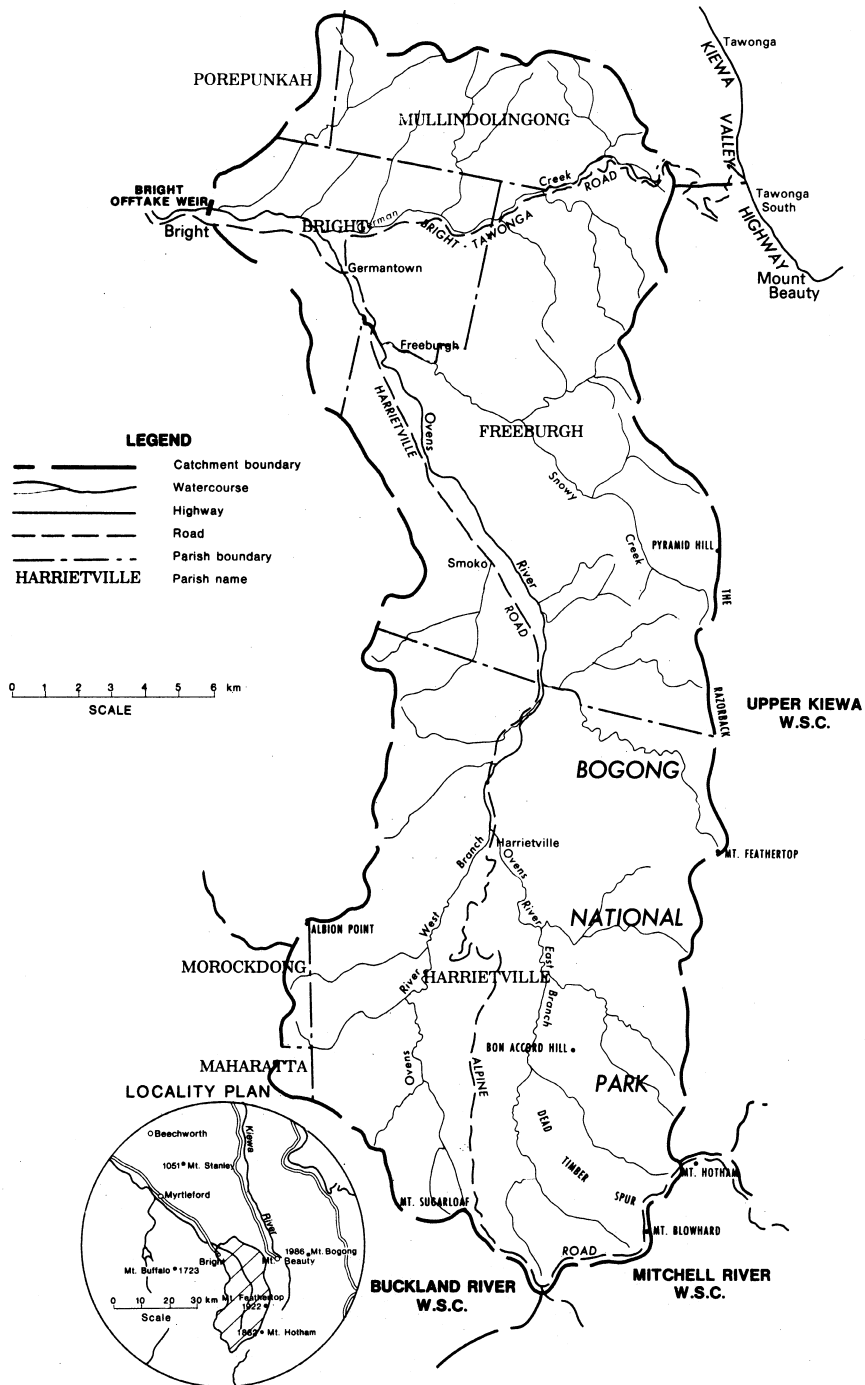 Tawonga
KIEWA
VALLEY
HIGHWAY
Tawonga
South
Mount
Beauty
POREPUNKAH
MULLINDOLINGONG
BRIGHT
OFFTAKE WEIR
Bright
BRIGHT
German
Creek
BRIGHT - TAWONGA
ROAD
Germantown
Freeburgh
HARRIETVILLE
ROAD
Ovens
River
FREEBURGH
Snowy
Creek
PYRAMID HILL
THE
RAZORBACK
Smoko
LEGEND
Catchment boundary
Watercourse
Highway
Road
Parish boundary
HARRIETVILLE Parish name
0 1 2 3 4 5 6 km
SCALE
UPPER KIEWA
W.S.C.
BOGONG
NATIONAL
PARK
MT. FEATHERTOP
Harrietville
Ovens
River
East
Branch
Branch
West
River
Ovens
ALBION POINT
MOROCKDONG
HARRIETVILLE
MAHARATTA
BON ACCORD HILL
ALPINE
ROAD
DEAD
TIMBER
SPUR
MT. HOTHAM
MT. BLOWHARD
MT. SUGARLOAF
BUCKLAND RIVER
W.S.C.
MITCHELL RIVER
W.S.C.
LOCALITY PLAN
Beechworth
Kiewa
River
1051 Mt. Stanley
Myrtleford
Bright
1986 Mt. Bogong
Mt. Beauty
Mt. Buffalo 1723
Mt. Feathertop
1922
0 10 20 30 km
Scale
1862 Mt. Hotham